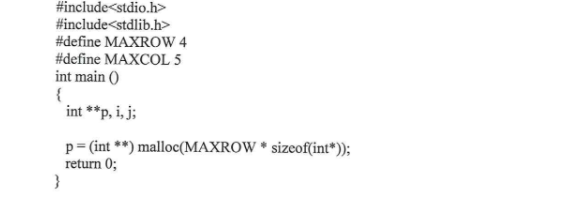 #include<stdio.h>
#include<stdlib.h>
#define MAXROW 4
#define MAXCOL 5
int main ()
{
int **p, i, j;
p = (int **) malloc(MAXROW * sizeof(int*));
return 0;
}